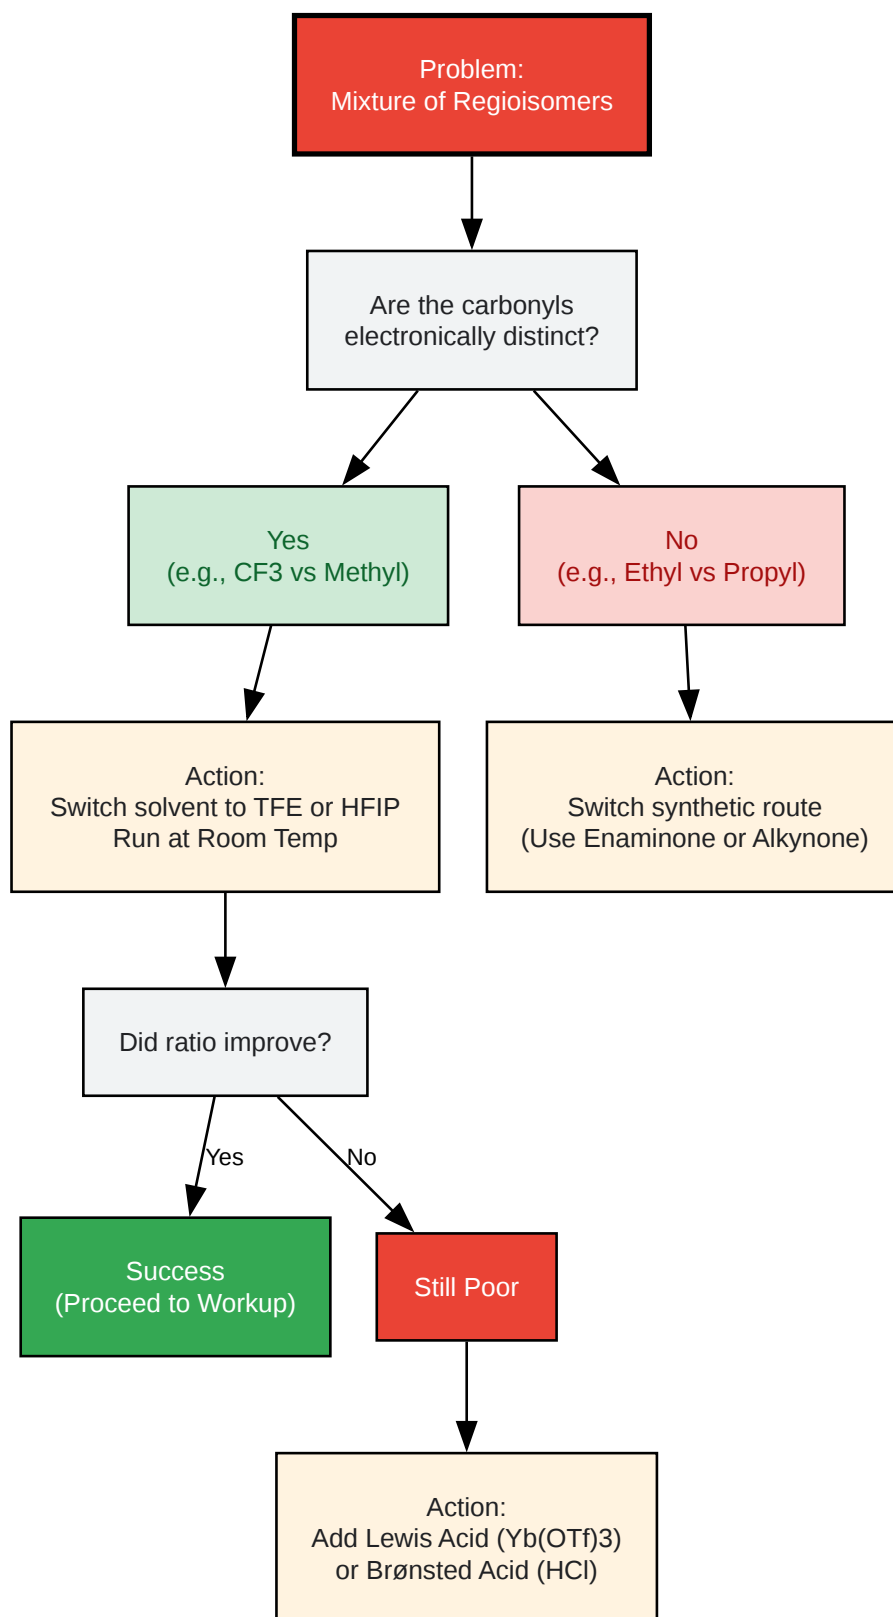 Problem:
Mixture of Regioisomers
Are the carbonyls
electronically distinct?
Yes
(e.g., CF3 vs Methyl)
No
(e.g., Ethyl vs Propyl)
Action:
Switch solvent to TFE or HFIP
Run at Room Temp
Action:
Switch synthetic route
(Use Enaminone or Alkynone)
Did ratio improve?
Yes
No
Success
(Proceed to Workup)
Still Poor
Action:
Add Lewis Acid (Yb(OTf)3)
or Brønsted Acid (HCl)